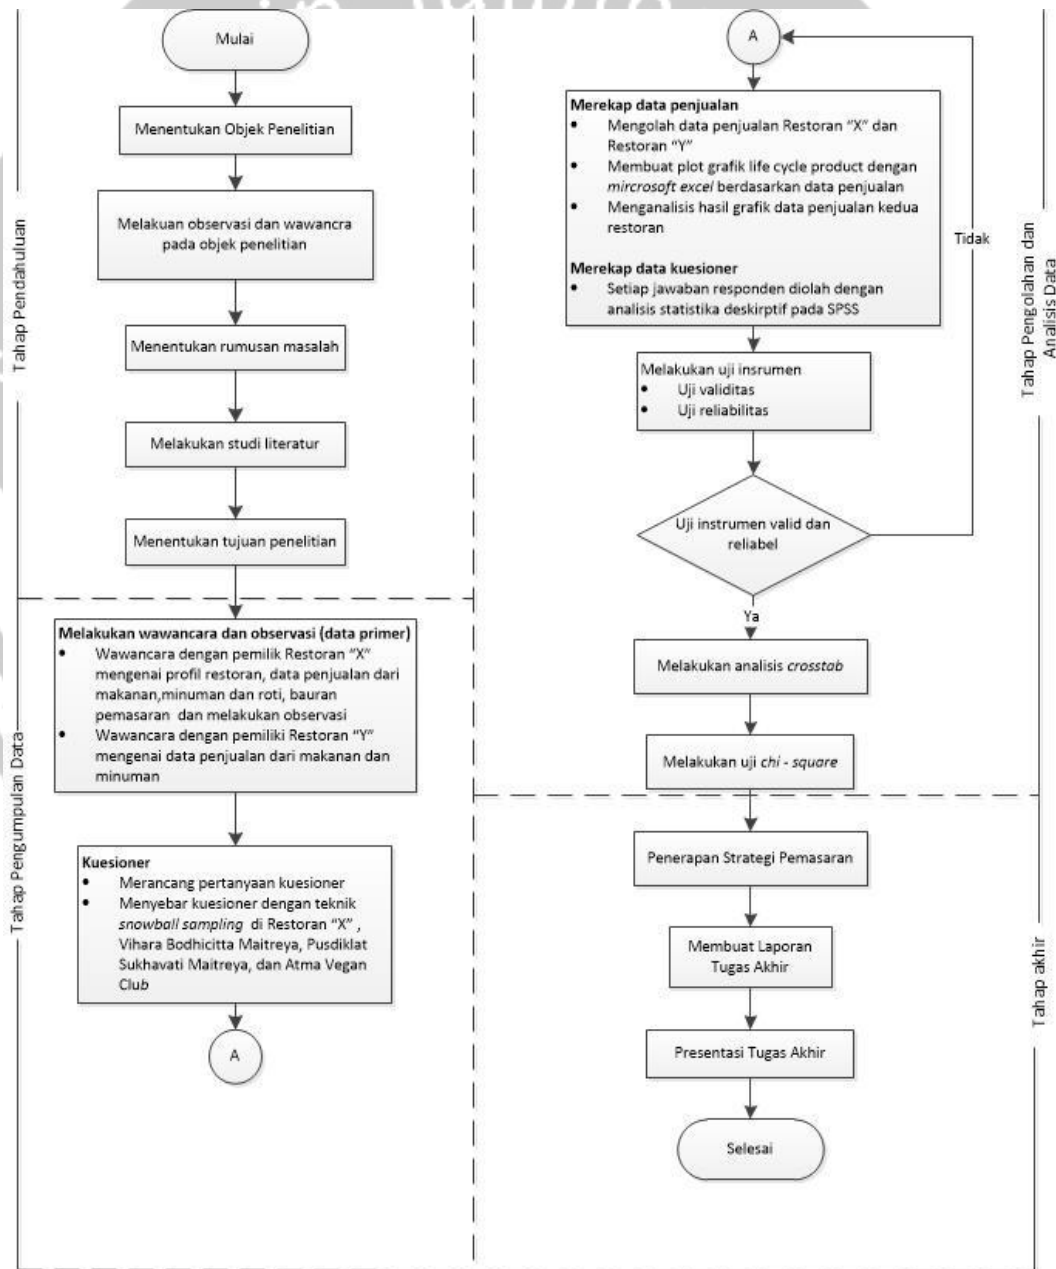 Mulai
Menentukan Objek Penelitian
Melakuan observasi dan wawancra
pada objek penelitian
Menentukan rumusan masalah
Melakukan studi literatur
Menentukan tujuan penelitian
Tahap Pendahuluan
Melakukan wawancara dan observasi (data primer)
• Wawancara dengan pemilik Restoran "X"
mengenai profil restoran, data penjualan dari
makanan,minuman dan roti, bauran
pemasaran dan melakukan observasi
• Wawancara dengan pemiliki Restoran "Y"
mengenai data penjualan dari makanan dan
minuman
Kuesioner
• Merancang pertanyaan kuesioner
• Menyebar kuesioner dengan teknik
snowball sampling di Restoran "X" ,
Vihara Bodhicitta Maitreya, Pusdiklat
Sukhavati Maitreya, dan Atma Vegan
Club
A
Tahap Pengumpulan Data
A
Merekap data penjualan
• Mengolah data penjualan Restoran "X" dan
Restoran "Y"
• Membuat plot grafik life cycle product dengan
mircrosoft excel berdasarkan data penjualan
• Menganalisis hasil grafik data penjualan kedua
restoran
Merekap data kuesioner
• Setiap jawaban responden diolah dengan
analisis statistika deskirptif pada SPSS
Melakukan uji insrumen
• Uji validitas
• Uji reliabilitas
Uji instrumen valid dan
reliabel
Tidak
Ya
Melakukan analisis crosstab
Melakukan uji chi - square
Tahap Pengolahan dan
Analisis Data
Penerapan Strategi Pemasaran
Membuat Laporan
Tugas Akhir
Presentasi Tugas Akhir
Selesai
Tahap akhir